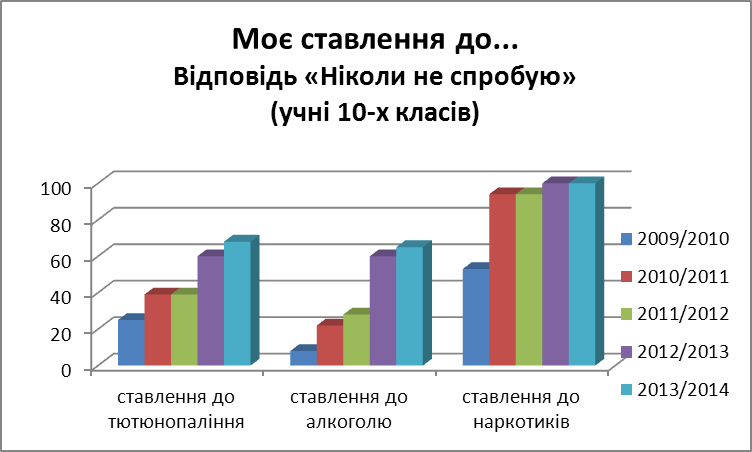 Моє ставлення до...
Відповідь «Ніколи не спробую»
(учні 10-х класів)
100
80
60
40
20
0
ставлення до
тютюнопаління
ставлення до
алкоголю
ставлення до
наркотиків
2009/2010
2010/2011
2011/2012
2012/2013
2013/2014